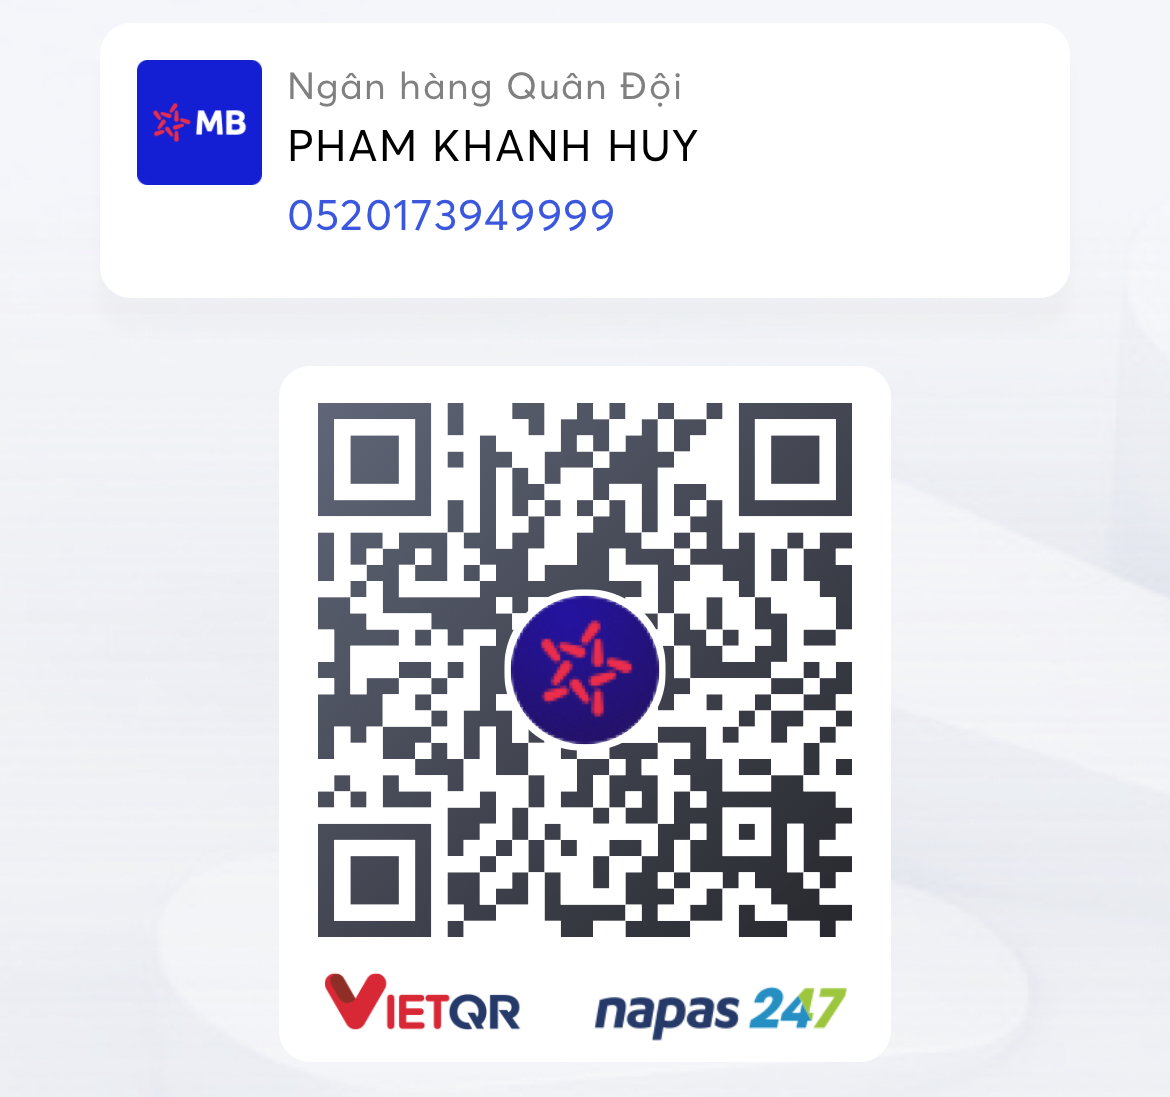 MB
Ngân hàng Quân Đội
PHAM KHANH HUY
0520173949999
VIETQR
napas 247